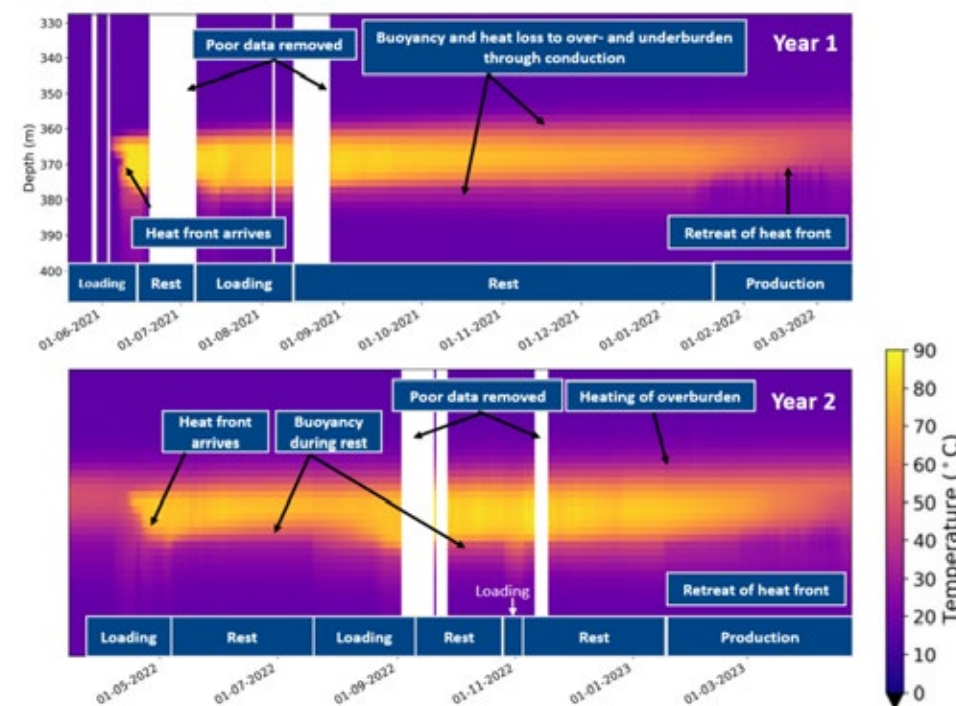 330
Poor data removed
Buoyancy and heat loss to over- and underburden
through conduction
Year 1
340
350
360
Depth (m)
370
380
390
Heat front arrives
Retreat of heat front
400
Loading
Rest
Loading
Rest
Production
01-06-2021
01-07-2021
01-08-2021
01-09-2021
01-10-2021
01-11-2021
01-12-2021
01-01-2022
01-02-2022
01-03-2022
Poor data removed
Heating of overburden
Year 2
Heat front
arrives
Buoyancy
during rest
Loading
Retreat of heat front
Loading
Rest
Loading
Rest
Rest
Production
01-05-2022
01-07-2022
01-09-2022
01-11-2022
01-01-2023
01-03-2023
90
80
70
60
50
40
30
20
10
0
Temperature (°C)